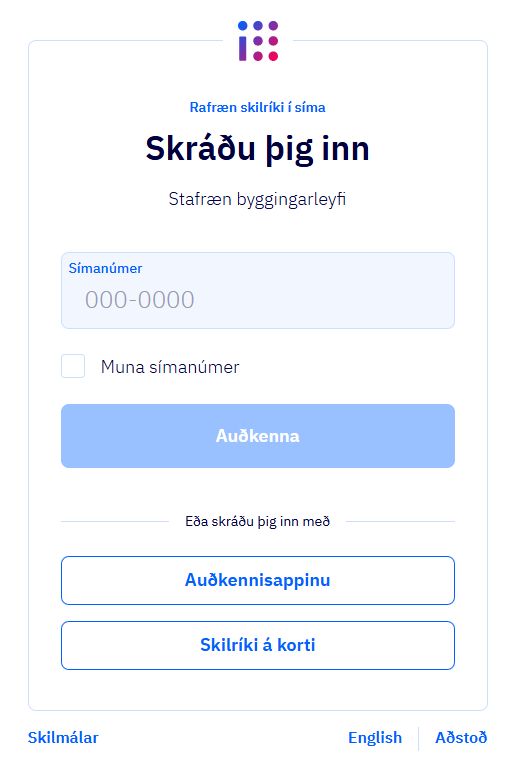 Rafræn skilríki í síma
Skráðu þig inn
Stafræn byggingarleyfi
Símanúmer
000-0000
Muna símanúmer
Auðkenna
Eða skráðu þig inn með
Auðkennisappinu
Skilríki á korti
Skilmálar English Aðstoð